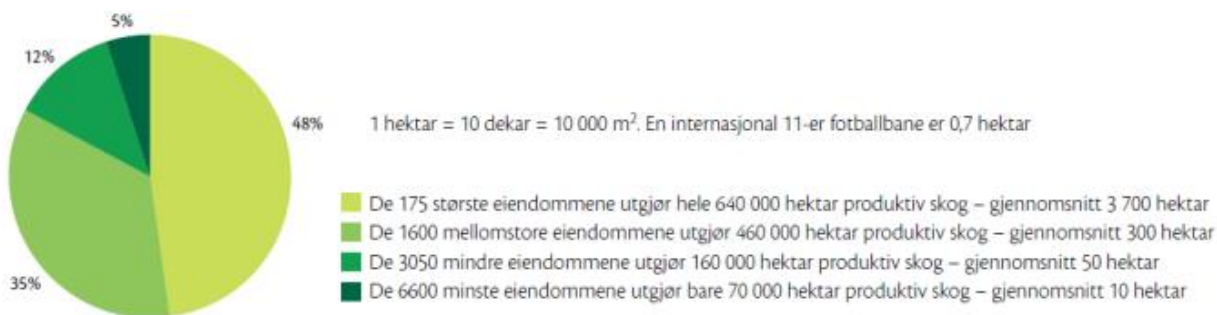 5%
12%
48%
35%
1 hektar = 10 dekar = 10 000 m². En internasjonal 11-er fotballbane er 0,7 hektar
De 175 største eiendommene utgjør hele 640 000 hektar produktiv skog – gjennomsnitt 3 700 hektar
De 1600 mellomstore eiendommene utgjør 460 000 hektar produktiv skog – gjennomsnitt 300 hektar
De 3050 mindre eiendommene utgjør 160 000 hektar produktiv skog – gjennomsnitt 50 hektar
De 6600 minste eiendommene utgjør bare 70 000 hektar produktiv skog – gjennomsnitt 10 hektar